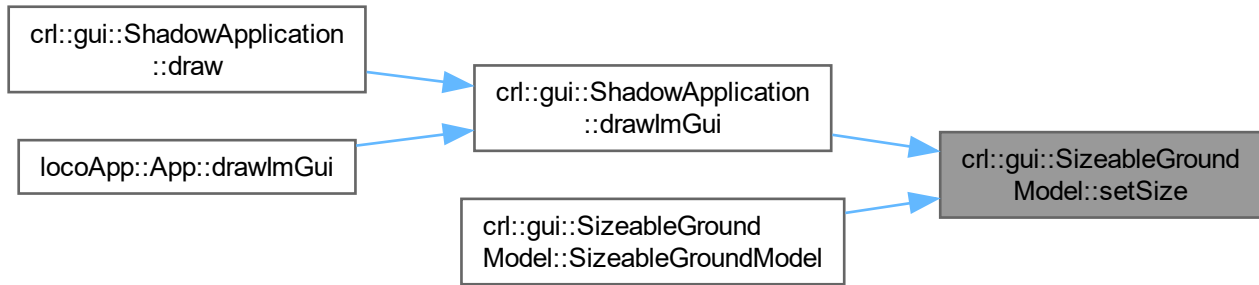 crl::gui::ShadowApplication
::draw
locoApp::App::drawImGui
crl::gui::ShadowApplication
::drawImGui
crl::gui::SizeableGround
Model::SizeableGroundModel
crl::gui::SizeableGround
Model::setSize